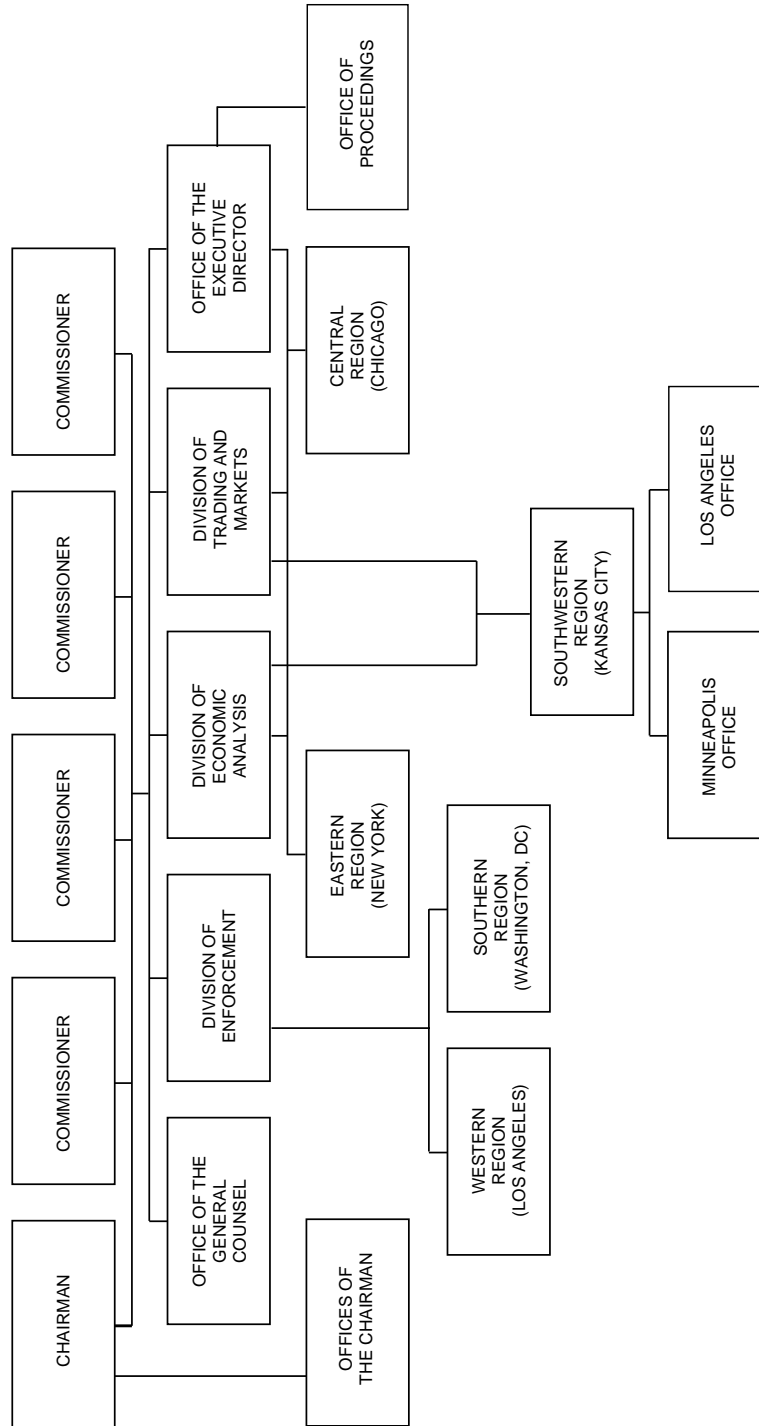 CHAIRMAN
COMMISSIONER
COMMISSIONER
COMMISSIONER
COMMISSIONER
OFFICE OF THE
GENERAL
COUNSEL
DIVISION OF
ENFORCEMENT
DIVISION OF
ECONOMIC
ANALYSIS
DIVISION OF
TRADING AND
MARKETS
OFFICE OF THE
EXECUTIVE
DIRECTOR
OFFICES OF
THE CHAIRMAN
EASTERN
REGION
(NEW YORK)
CENTRAL
REGION
(CHICAGO)
OFFICE OF
PROCEEDINGS
WESTERN
REGION
(LOS ANGELES)
SOUTHERN
REGION
(WASHINGTON, DC)
SOUTHWESTERN
REGION
(KANSAS CITY)
MINNEAPOLIS
OFFICE
LOS ANGELES
OFFICE